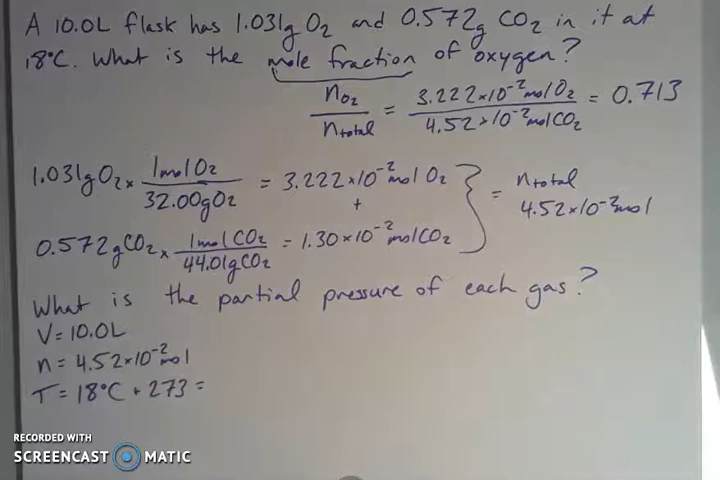 A 10.0L flask has 1.031g O₂ and 0.572g CO₂ in it at
18°C. What is the mole fraction of oxygen?
nO₂ / ntotal = 3.222×10⁻² mol O₂ / 4.52×10⁻² mol CO₂ = 0.713
1.031g O₂ × 1 mol O₂ / 32.00g O₂ = 3.222×10⁻² mol O₂
+
0.572g CO₂ × 1 mol CO₂ / 44.01g CO₂ = 1.30×10⁻² mol CO₂
= ntotal
4.52×10⁻² mol
What is the partial pressure of each gas?
V = 10.0L
n = 4.52×10⁻² mol
T = 18°C + 273 =
RECORDED WITH
SCREENCAST MATIC